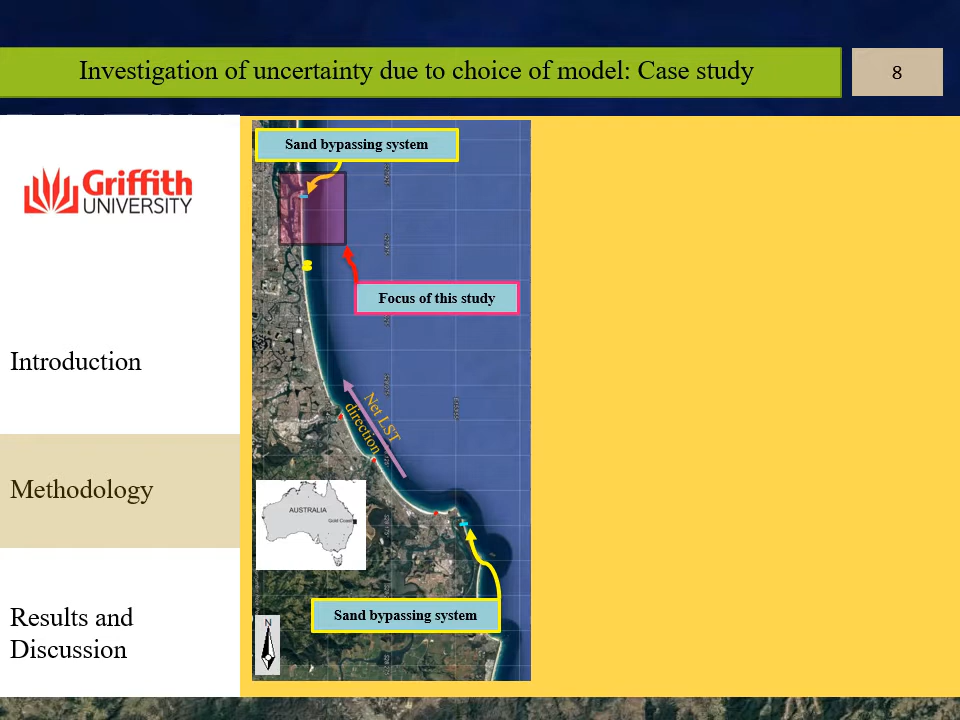 Investigation of uncertainty due to choice of model: Case study
8
Griffith
UNIVERSITY
Introduction
Methodology
Results and
Discussion
Sand bypassing system
Focus of this study
Net LST
direction
AUSTRALIA
Gold Coast
Sand bypassing system
N